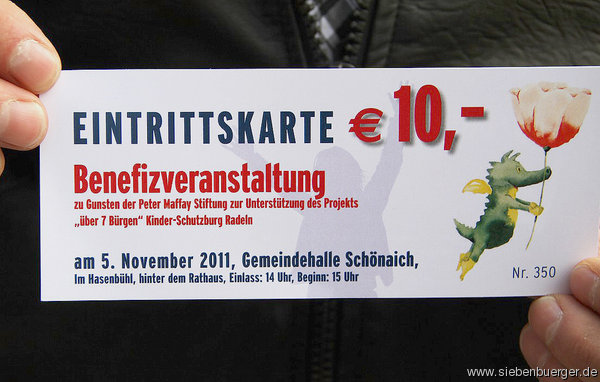 EINTRITTSKARTE € 10,-
Benefizveranstaltung
zu Gunsten der Peter Maffay Stiftung zur Unterstützung des Projekts
„über 7 Bürgen“ Kinder-Schutzburg Radeln
am 5. November 2011, Gemeindehalle Schönaich,
Im Hasenbühl, hinter dem Rathaus, Einlass: 14 Uhr, Beginn: 15 Uhr
Nr. 350
www.siebenbuerger.de